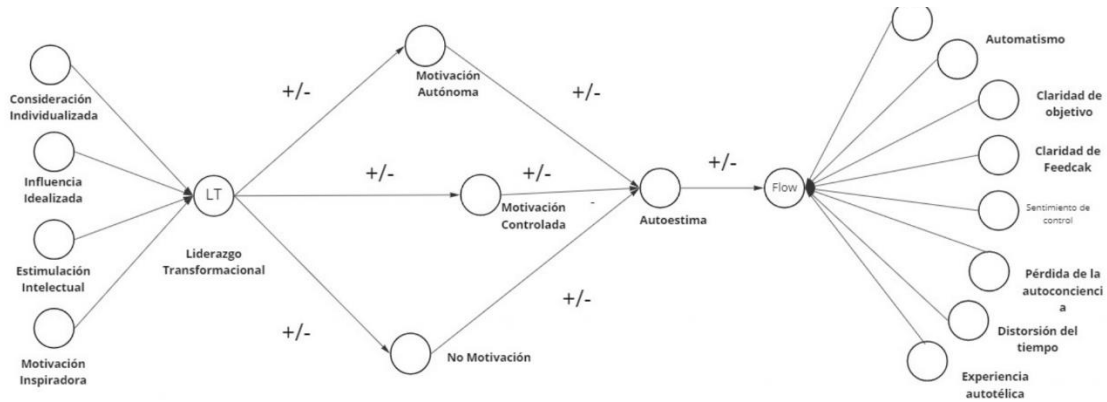 Consideración
Individualizada
Influencia
Idealizada
Estimulación
Intelectual
Motivación
Inspiradora
LT
Liderazgo
Transformacional
+/-
+/-
+/-
Motivación
Autónoma
Motivación
Controlada
No Motivación
+/-
+/-
-
+/-
Autoestima
+/-
Flow
Automatismo
Claridad de
objetivo
Claridad de
Feedcak
Sentimiento de
control
Pérdida de la
autoconcienci
a
Distorsión del
tiempo
Experiencia
autotélica